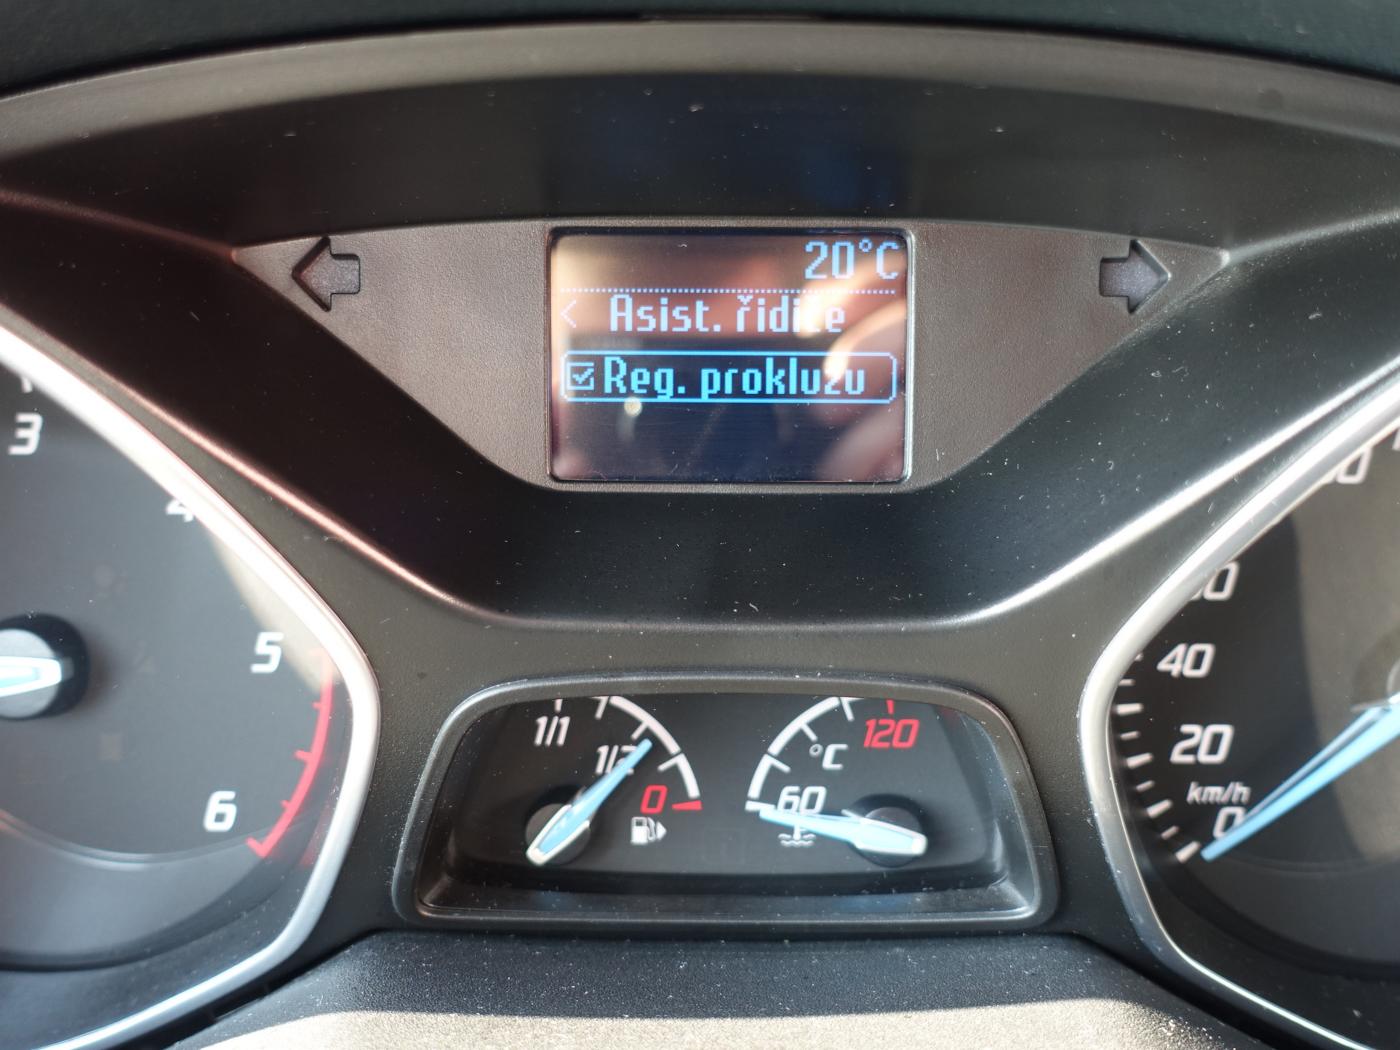 20°C
< Asist. řidiče
Reg. prokluzu
3
4
5
6
1/1
1/2
0
120
°C
60
40
20
km/h
0